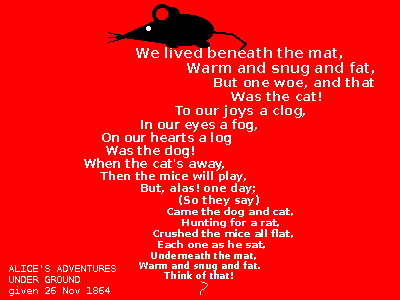 We lived beneath the mat,
Warm and snug and fat,
But one woe, and that
Was the cat!
To our joys a clog,
In our eyes a fog,
On our hearts a log
Was the dog!
When the cat's away,
Then the mice will play,
But, alas! one day;
(So they say)
Came the dog and cat,
Hunting for a rat,
Crushed the mice all flat,
Each one as he sat,
Underneath the mat,
Warm and snug and fat.
Think of that!
ALICE'S ADVENTURES
UNDER GROUND
given 26 Nov 1864